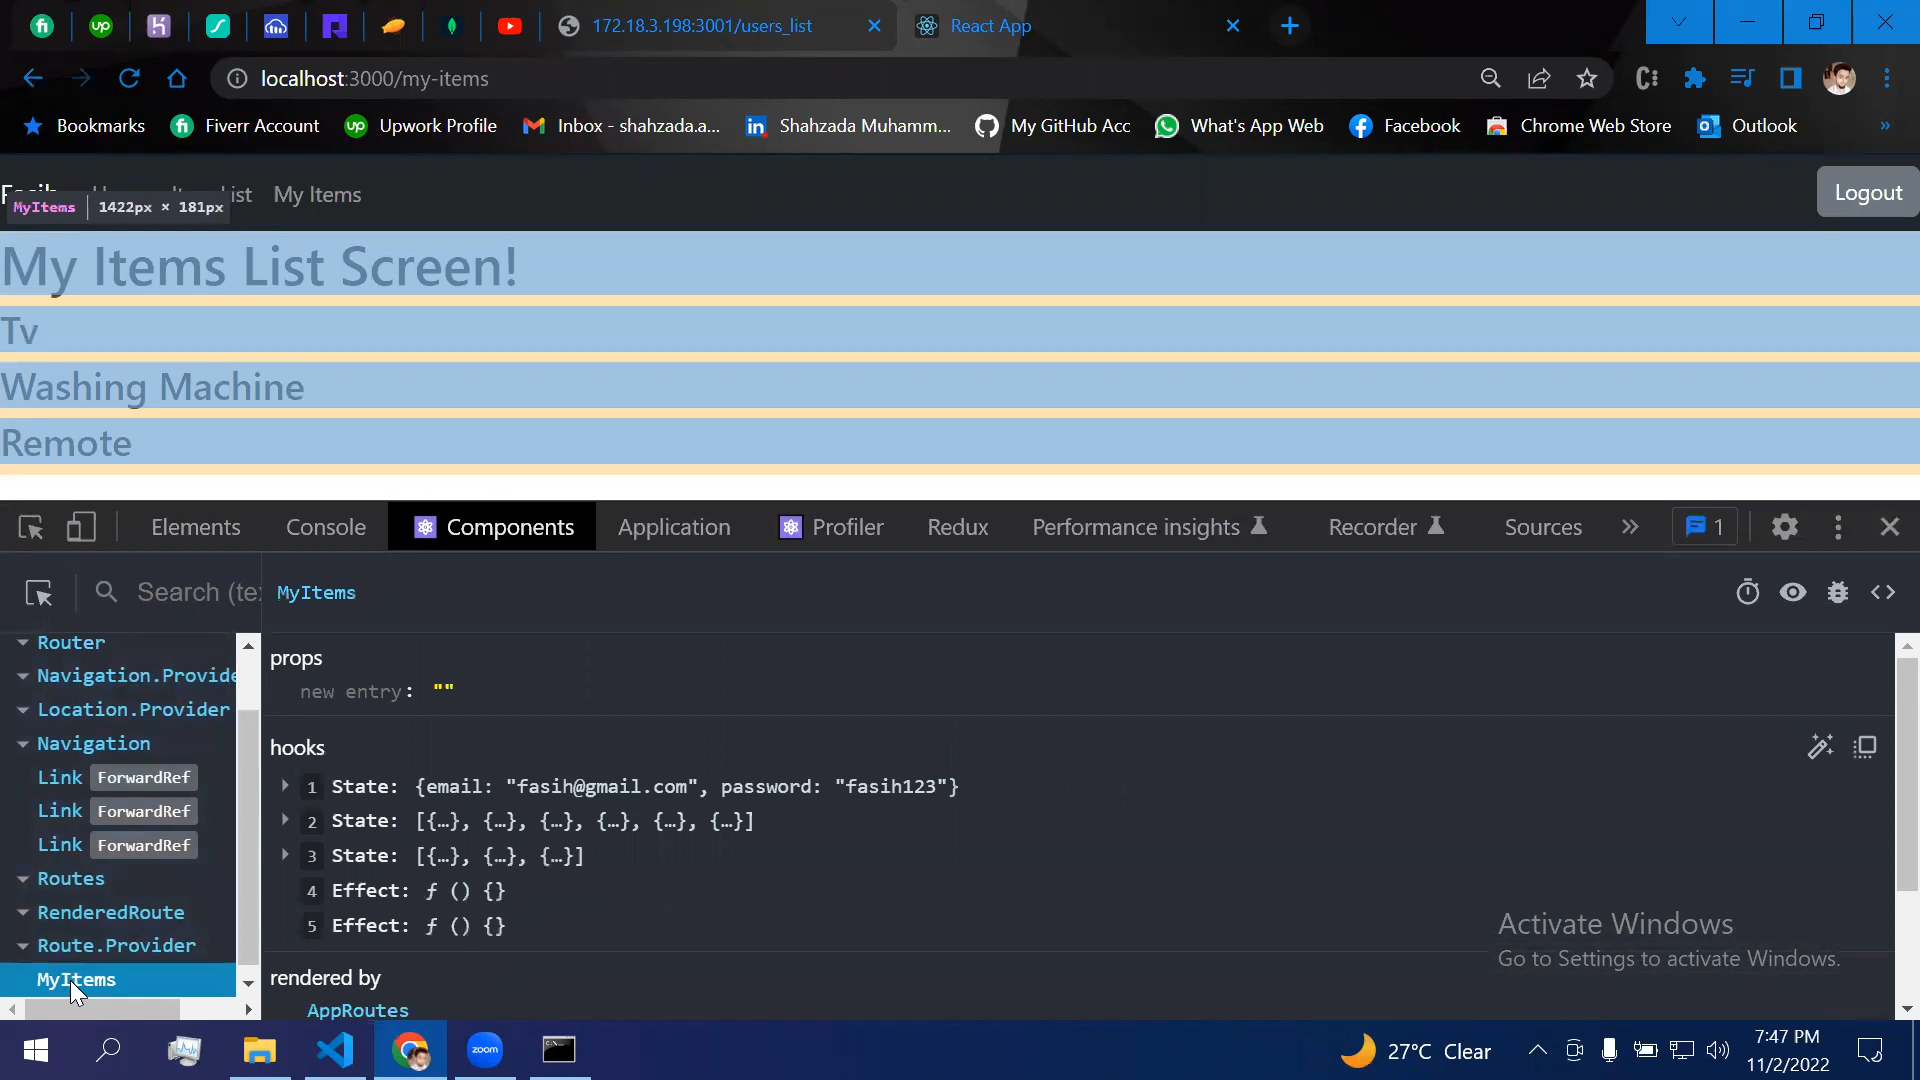 172.18.3.198:3001/users_list
React App
localhost:3000/my-items
Bookmarks
Fiverr Account
Upwork Profile
Inbox - shahzada.a...
Shahzada Muhamm...
My GitHub Acc
What's App Web
Facebook
Chrome Web Store
Outlook
My Items
Logout
MyItems 1422px × 181px
My Items List Screen!
Tv
Washing Machine
Remote
Elements
Console
Components
Application
Profiler
Redux
Performance insights
Recorder
Sources
1
Search (te
MyItems
Router
Navigation.Provide
Location.Provider
Navigation
Link ForwardRef
Link ForwardRef
Link ForwardRef
Routes
RenderedRoute
Route.Provider
MyItems
props
new entry: ""
hooks
1 State: {email: "fasih@gmail.com", password: "fasih123"}
2 State: [{…}, {…}, {…}, {…}, {…}, {…}]
3 State: [{…}, {…}, {…}]
4 Effect: ƒ () {}
5 Effect: ƒ () {}
rendered by
AppRoutes
Activate Windows
Go to Settings to activate Windows.
zoom
27°C Clear
7:47 PM
11/2/2022